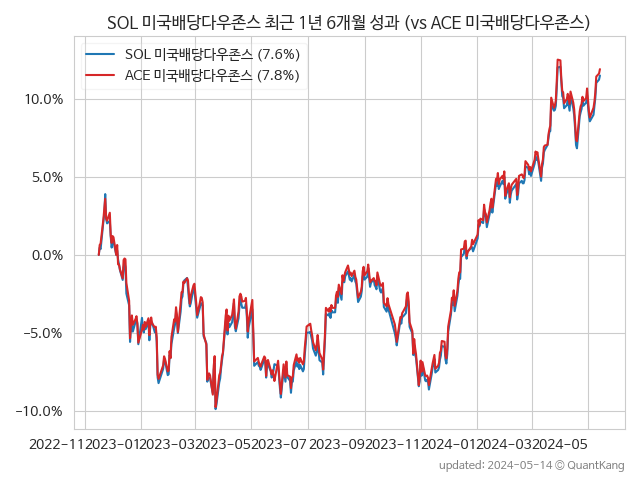 SOL 미국배당다우존스 최근 1년 6개월 성과 (vs ACE 미국배당다우존스)
SOL 미국배당다우존스 (7.6%)
ACE 미국배당다우존스 (7.8%)
10.0%
5.0%
0.0%
−5.0%
−10.0%
2022-11 2023-01 2023-03 2023-05 2023-07 2023-09 2023-11 2024-01 2024-03 2024-05
updated: 2024-05-14 ⓒ QuantKang